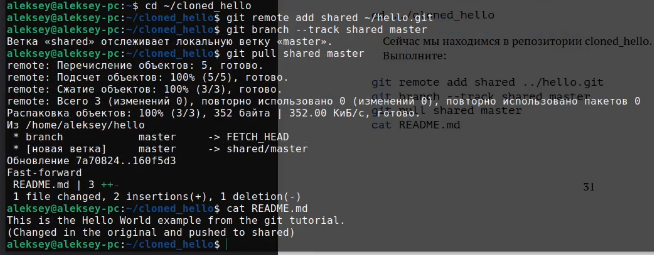 aleksey@aleksey-pc:~$ cd ~/cloned_hello
aleksey@aleksey-pc:~/cloned_hello$ git remote add shared ~/hello.git
aleksey@aleksey-pc:~/cloned_hello$ git branch --track shared master
Ветка «shared» отслеживает локальную ветку «master».
aleksey@aleksey-pc:~/cloned_hello$ git pull shared master
remote: Перечисление объектов: 5, готово.
remote: Подсчет объектов: 100% (5/5), готово.
remote: Сжатие объектов: 100% (3/3), готово.
remote: Всего 3 (изменений 0), повторно использовано 0 (изменений 0), повторно использовано пакетов 0
Распаковка объектов: 100% (3/3), 352 байта | 352.00 КиБ/с, готово.
Из /home/aleksey/hello
 * branch            master     -> FETCH_HEAD
 * [новая ветка]     master     -> shared/master
Обновление 7a70824..160f5d3
Fast-forward
 README.md | 3 ++-
 1 file changed, 2 insertions(+), 1 deletion(-)
aleksey@aleksey-pc:~/cloned_hello$ cat README.md
This is the Hello World example from the git tutorial.
(Changed in the original and pushed to shared)
aleksey@aleksey-pc:~/cloned_hello$
cd ../cloned_hello
Сейчас мы находимся в репозитории cloned_hello.
Выполните:
git remote add shared ../hello.git
git branch --track shared master
git pull shared master
cat README.md
31